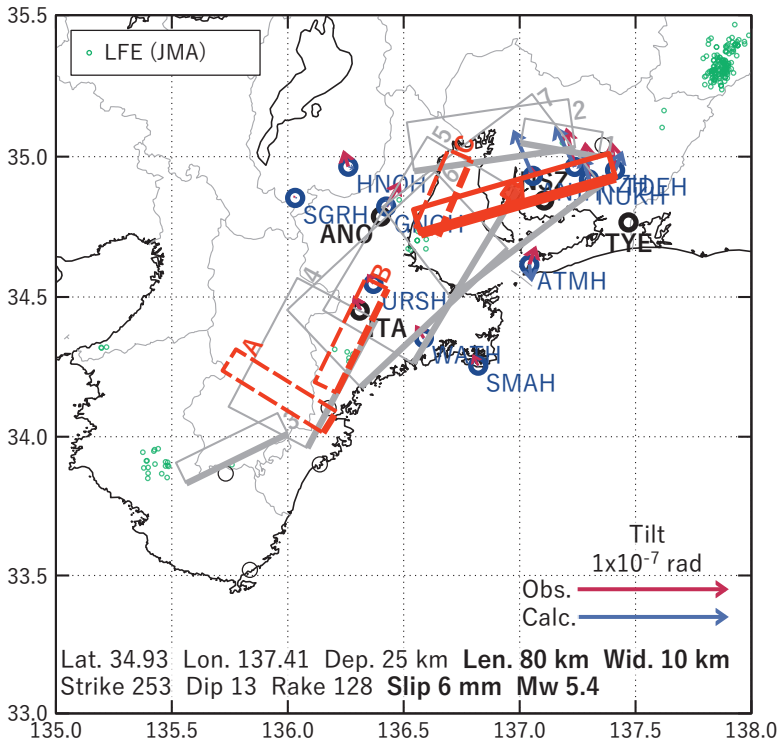 35.5
LFE (JMA)
7
2
5
C
35.0
6
HNOH
SGRH
GNOH
ANO
NURH
TYE
ATMH
34.5
4
B
URSH
ITA
WATH
A
SMAH
34.0
3
Tilt
1x10⁻⁷ rad
33.5
Obs.
Calc.
Lat. 34.93 Lon. 137.41 Dep. 25 km Len. 80 km Wid. 10 km
Strike 253 Dip 13 Rake 128 Slip 6 mm Mw 5.4
33.0
135.0 135.5 136.0 136.5 137.0 137.5 138.0